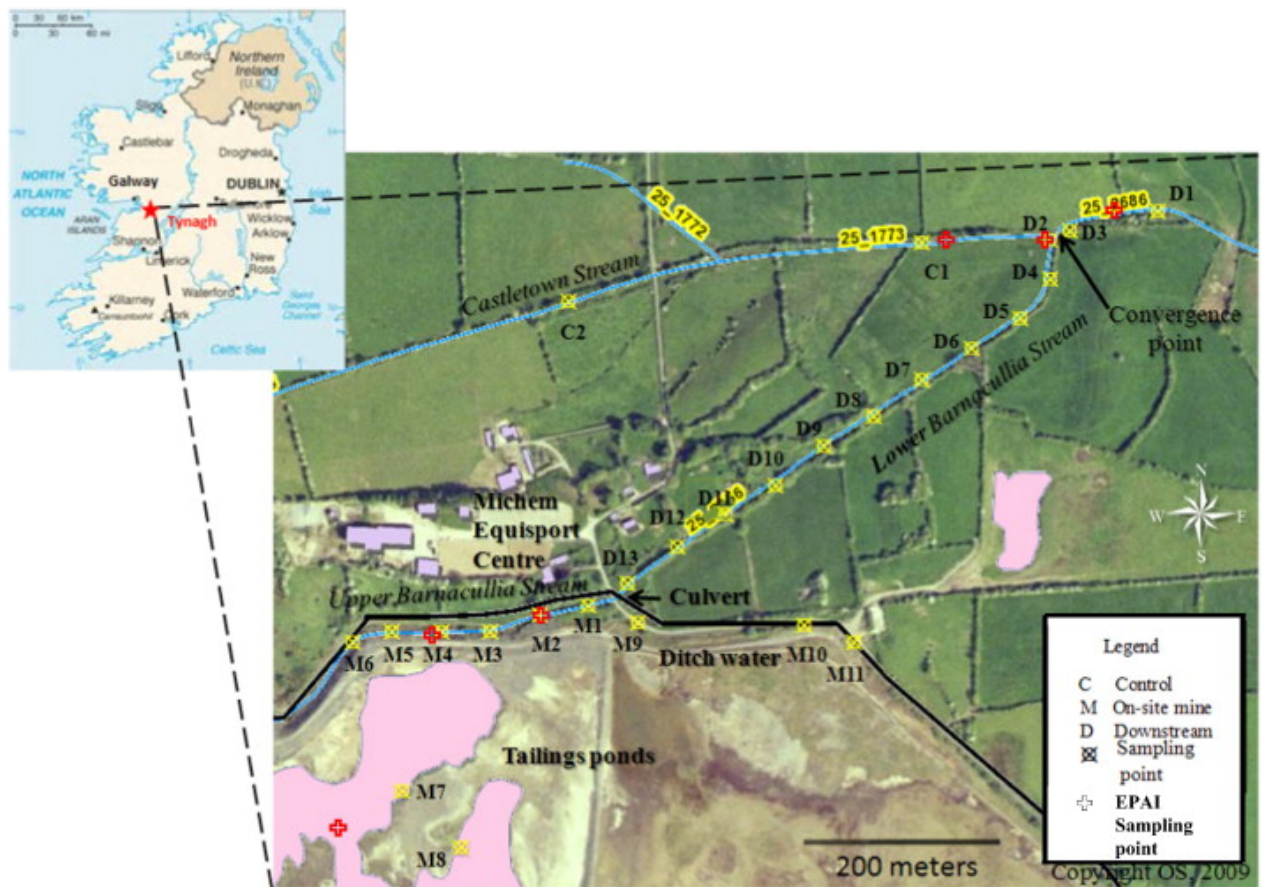 0 30 60 km
0 30 60 mi
Lifford
Northern
Ireland
(U.K.)
Sligo
Monaghan
Castlebar
Drogheda
NORTH
ATLANTIC
OCEAN
Galway
DUBLIN
Irish
Sea
ARAN
ISLANDS
Tynagh
Wicklow
Arklow
Shannon
Limerick
New
Ross
Killarney
Waterford
Saint
Georges
Channel
Carrauntoohil
Cork
Celtic Sea
25_1772
25_1773
D1
D2
D3
C1
D4
Castletown Stream
C2
D5
Convergence
point
D6
D7
D8
D9
Lower Barnacullia Stream
D10
D11
D12
Michem
Equisport
Centre
D13
Upper Barnacullia Stream
Culvert
M1
M2
M9
M3
M4
M5
M6
Ditch water
M10
M11
Tailings ponds
M7
M8
N
W
E
S
Legend
C Control
M On-site mine
D Downstream
Sampling
point
EPAI
Sampling
point
200 meters
Copyright OS, 2009